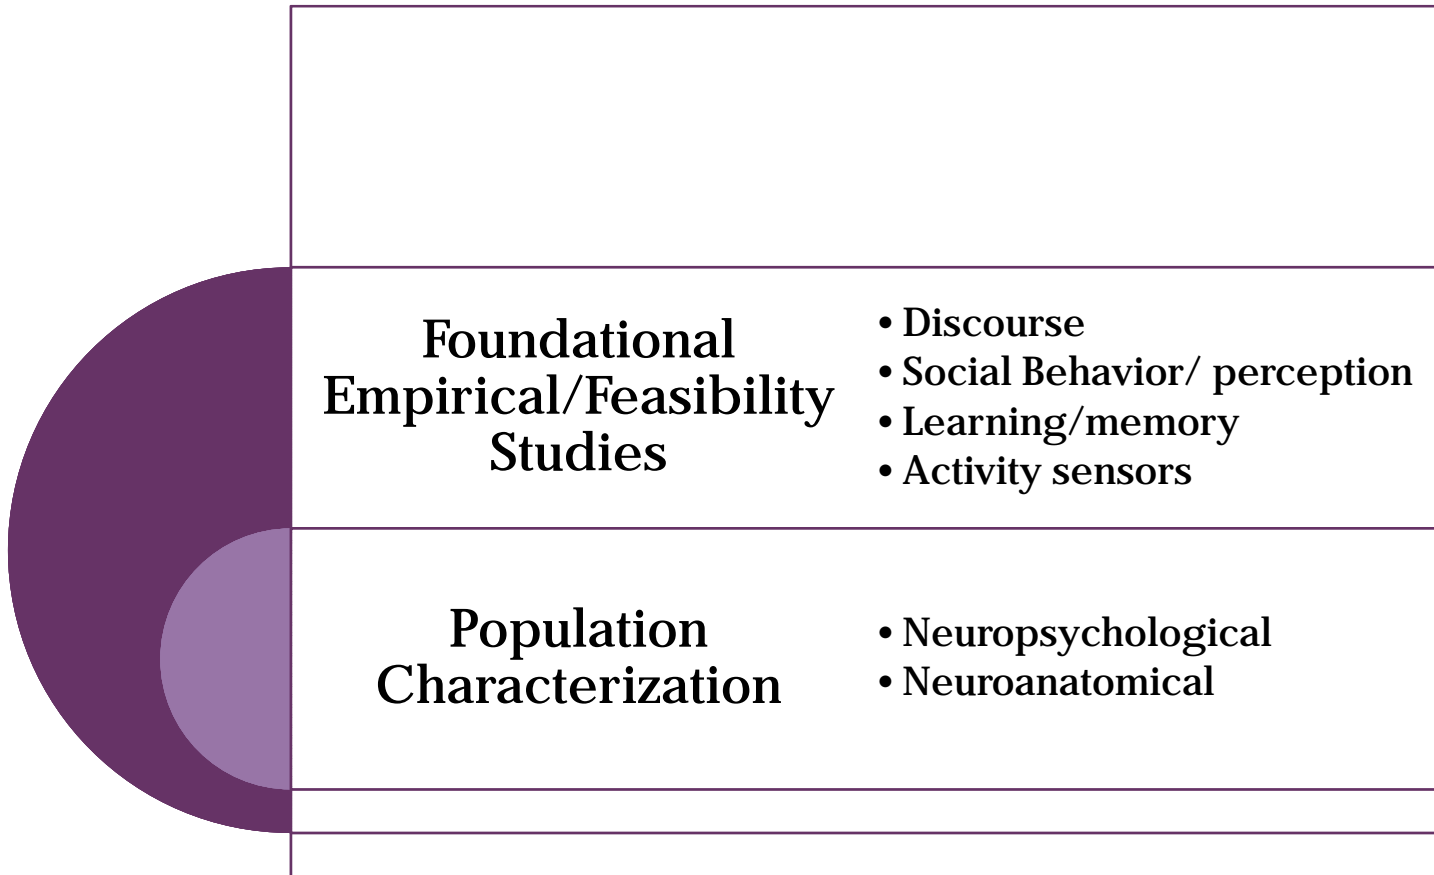 Foundational
Empirical/Feasibility
Studies
• Discourse
• Social Behavior/ perception
• Learning/memory
• Activity sensors
Population
Characterization
• Neuropsychological
• Neuroanatomical